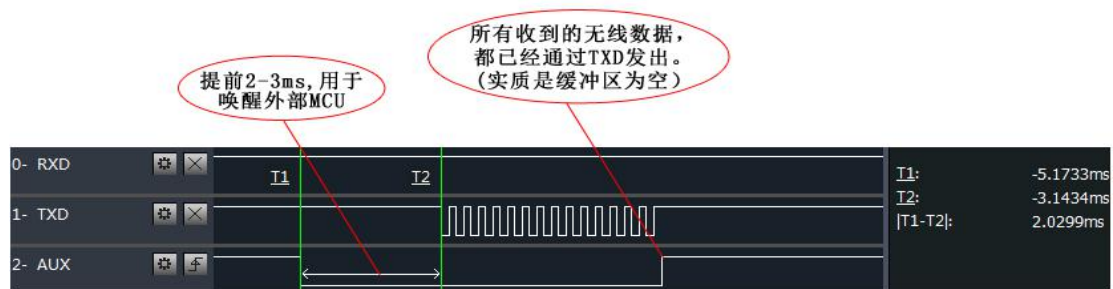 所有收到的无线数据，
都已经通过TXD发出。
(实质是缓冲区为空)
提前2-3ms,用于
唤醒外部MCU
0- RXD
T1
T2
T1: -5.1733ms
T2: -3.1434ms
|T1-T2|: 2.0299ms
1- TXD
2- AUX